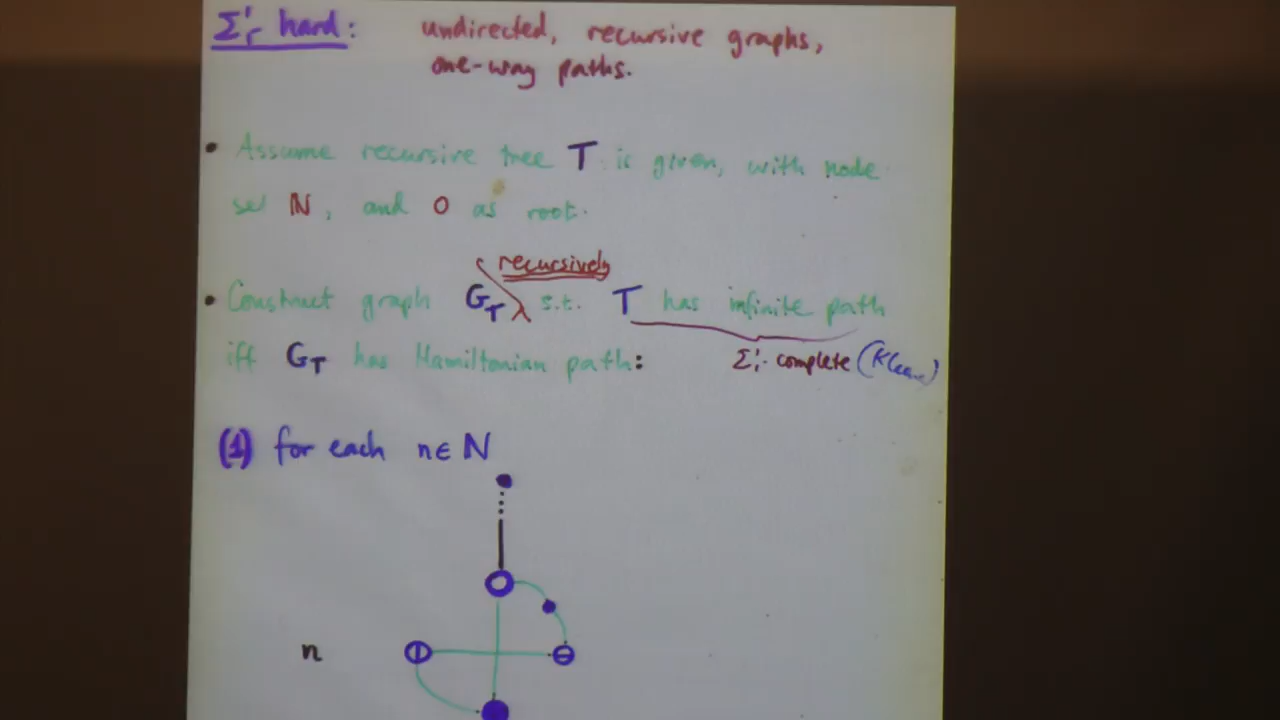 Σ¹₁ hard: undirected, recursive graphs,
one-way paths.
• Assume recursive tree T is given, with node
set ℕ, and 0 as root.
recursively
• Construct graph G_T s.t. T has infinite path
iff G_T has Hamiltonian path: Σ¹₁-complete (Kleene)
(1) for each n∈N
n